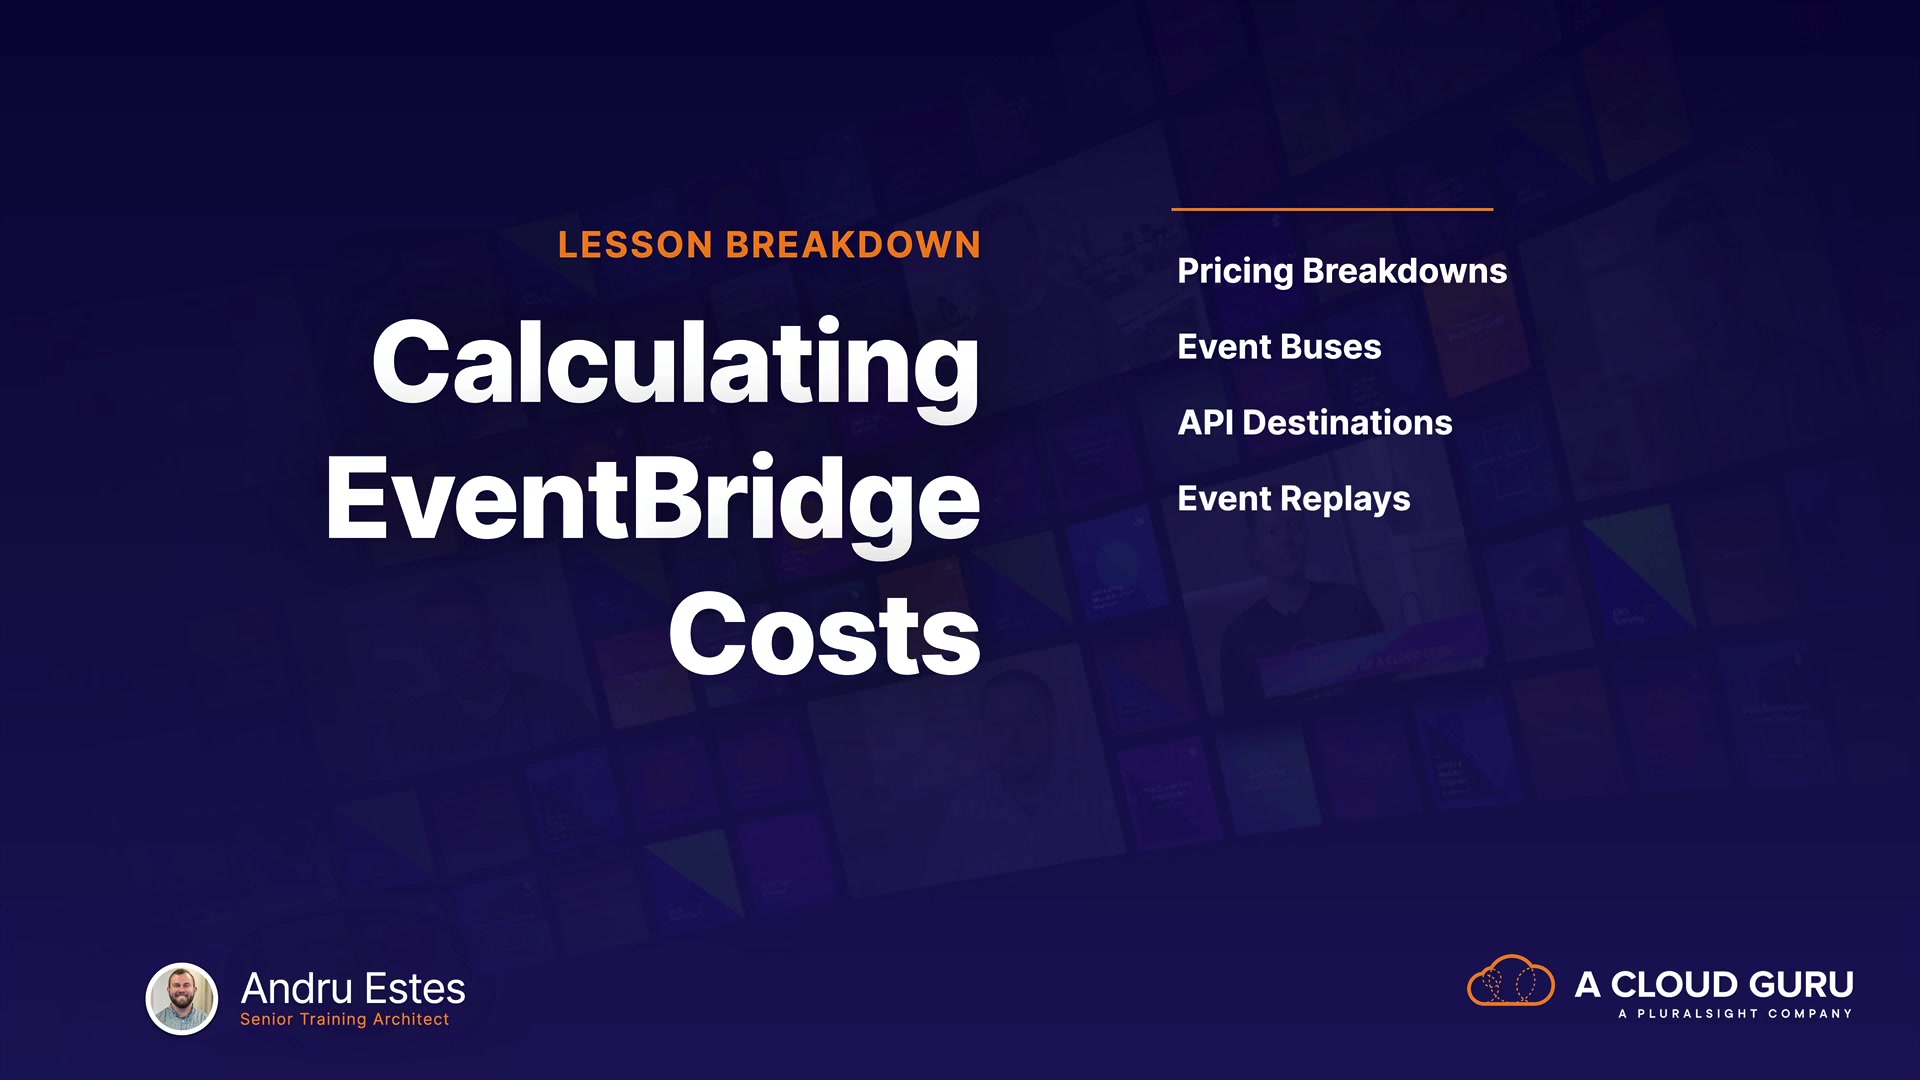 LESSON BREAKDOWN
Calculating
EventBridge
Costs
Pricing Breakdowns
Event Buses
API Destinations
Event Replays
Andru Estes
Senior Training Architect
A CLOUD GURU
A PLURALSIGHT COMPANY